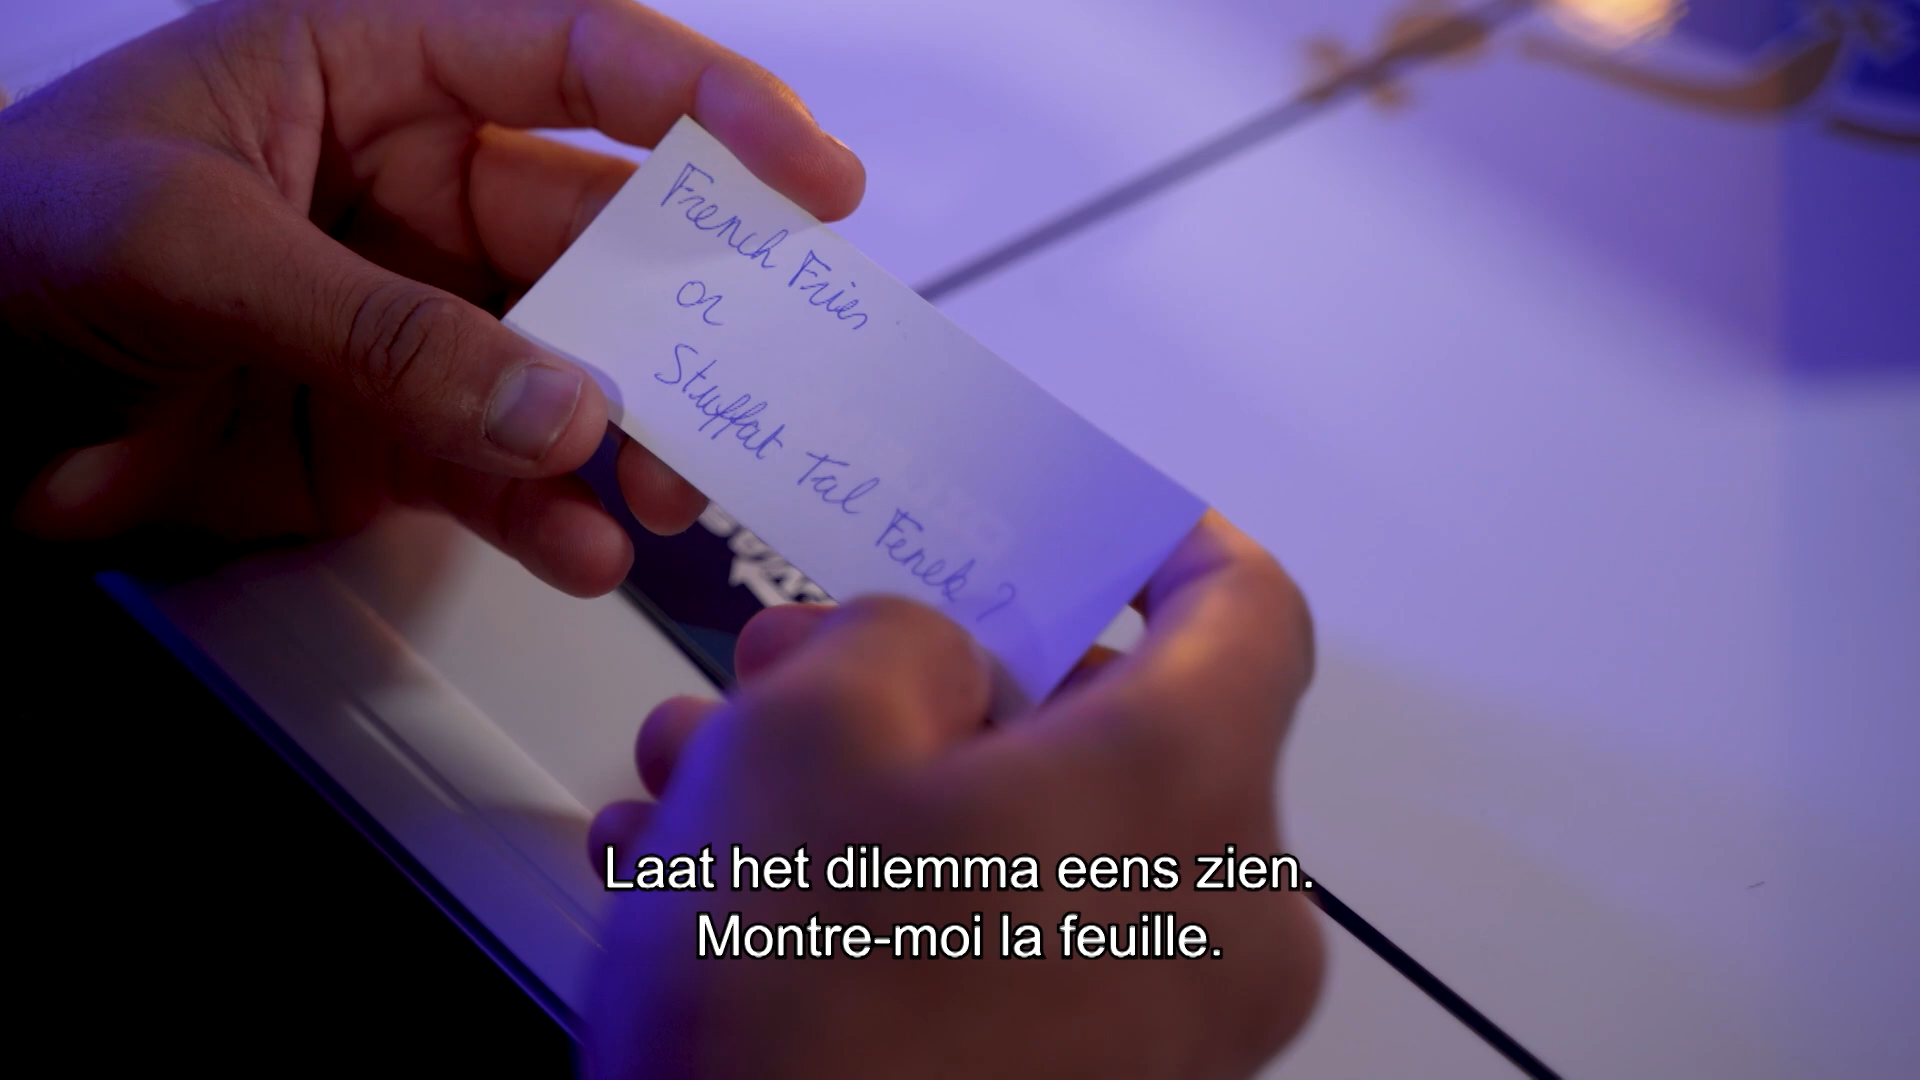 French Fries
or
Stuffat Tal Fenek?
Laat het dilemma eens zien.
Montre-moi la feuille.